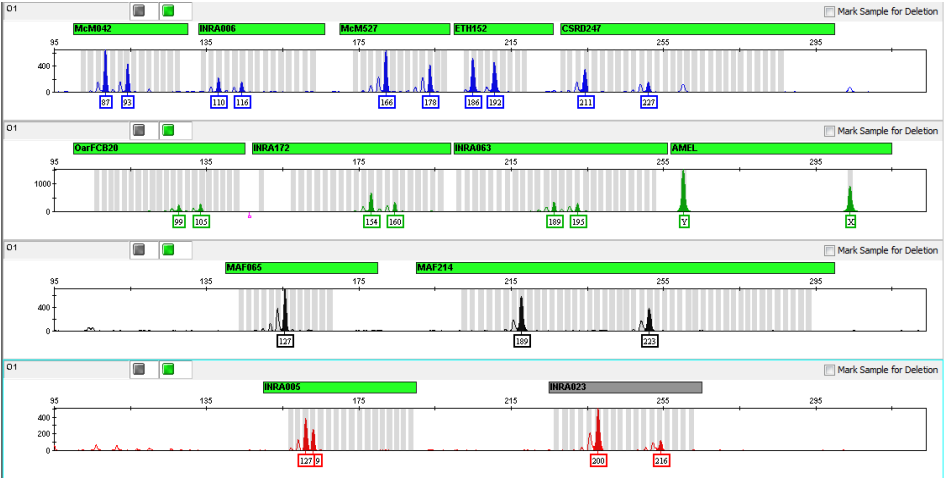 O1 Mark Sample for Deletion
McM042 INRA006 McM527 ETH152 CSRD247
95 135 175 215 255 295
400
0
87 93 110 116 166 178 186 192 211 227
O1 Mark Sample for Deletion
OarFCB20 INRA172 INRA063 AMEL
95 135 175 215 255 295
1000
0
99 105 154 160 189 195 Y X
O1 Mark Sample for Deletion
MAF065 MAF214
95 135 175 215 255 295
400
0
127 189 223
O1 Mark Sample for Deletion
INRA005 INRA023
95 135 175 215 255 295
400
200
0
127 9 200 216